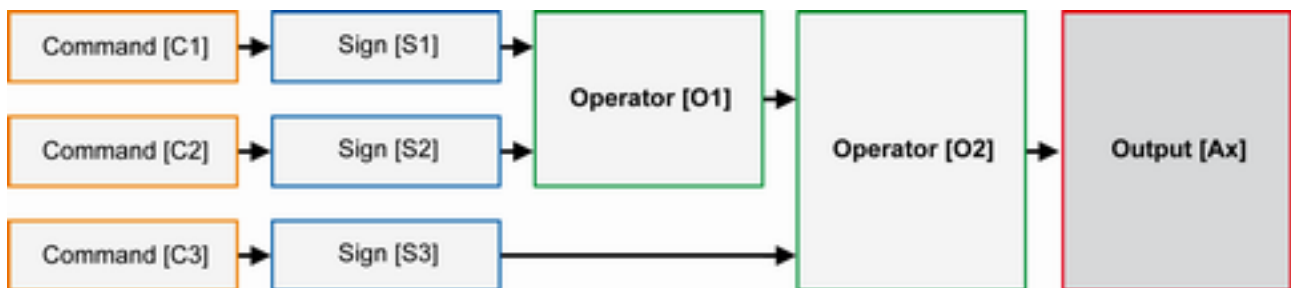 Command [C1]
Sign [S1]
Operator [O1]
Command [C2]
Sign [S2]
Operator [O2]
Output [Ax]
Command [C3]
Sign [S3]